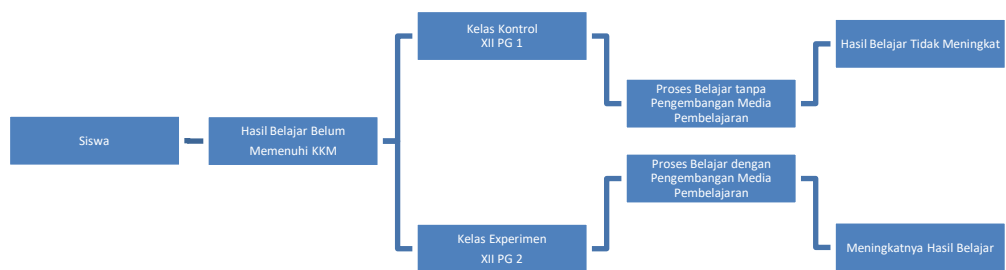 Siswa
Hasil Belajar Belum
Memenuhi KKM
Kelas Kontrol
XII PG 1
Proses Belajar tanpa
Pengembangan Media
Pembelajaran
Hasil Belajar Tidak Meningkat
Kelas Experimen
XII PG 2
Proses Belajar dengan
Pengembangan Media
Pembelajaran
Meningkatnya Hasil Belajar